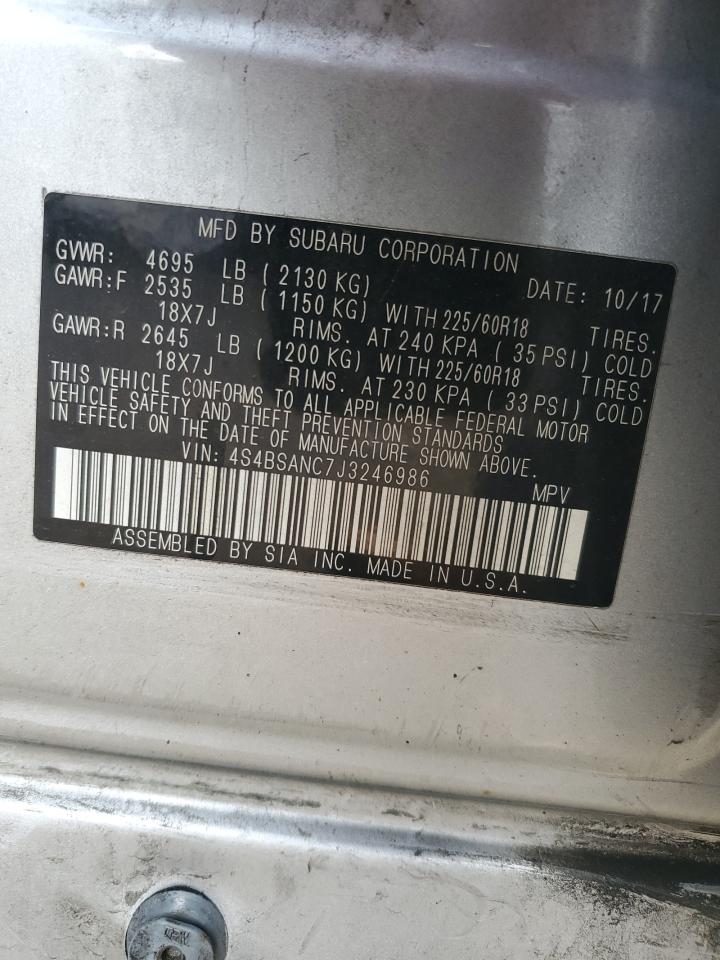 MFD BY SUBARU CORPORATION
GVWR: 4695 LB ( 2130 KG) DATE: 10/17
GAWR:F 2535 LB ( 1150 KG) WITH 225/60R18 TIRES.
18X7J RIMS. AT 240 KPA ( 35 PSI) COLD
GAWR:R 2645 LB ( 1200 KG) WITH 225/60R18 TIRES.
18X7J RIMS. AT 230 KPA ( 33 PSI) COLD
THIS VEHICLE CONFORMS TO ALL APPLICABLE FEDERAL MOTOR
VEHICLE SAFETY AND THEFT PREVENTION STANDARDS
IN EFFECT ON THE DATE OF MANUFACTURE SHOWN ABOVE.
VIN: 4S4BSANC7J3246986 MPV
ASSEMBLED BY SIA INC. MADE IN U.S.A.